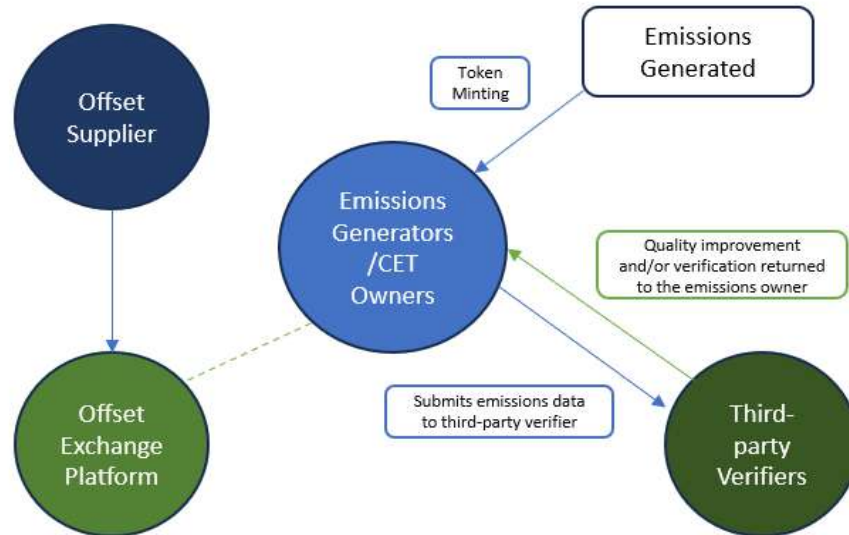 Emissions
Generated
Token
Minting
Offset
Supplier
Emissions
Generators
/CET
Owners
Quality improvement
and/or verification returned
to the emissions owner
Submits emissions data
to third-party verifier
Offset
Exchange
Platform
Third-
party
Verifiers